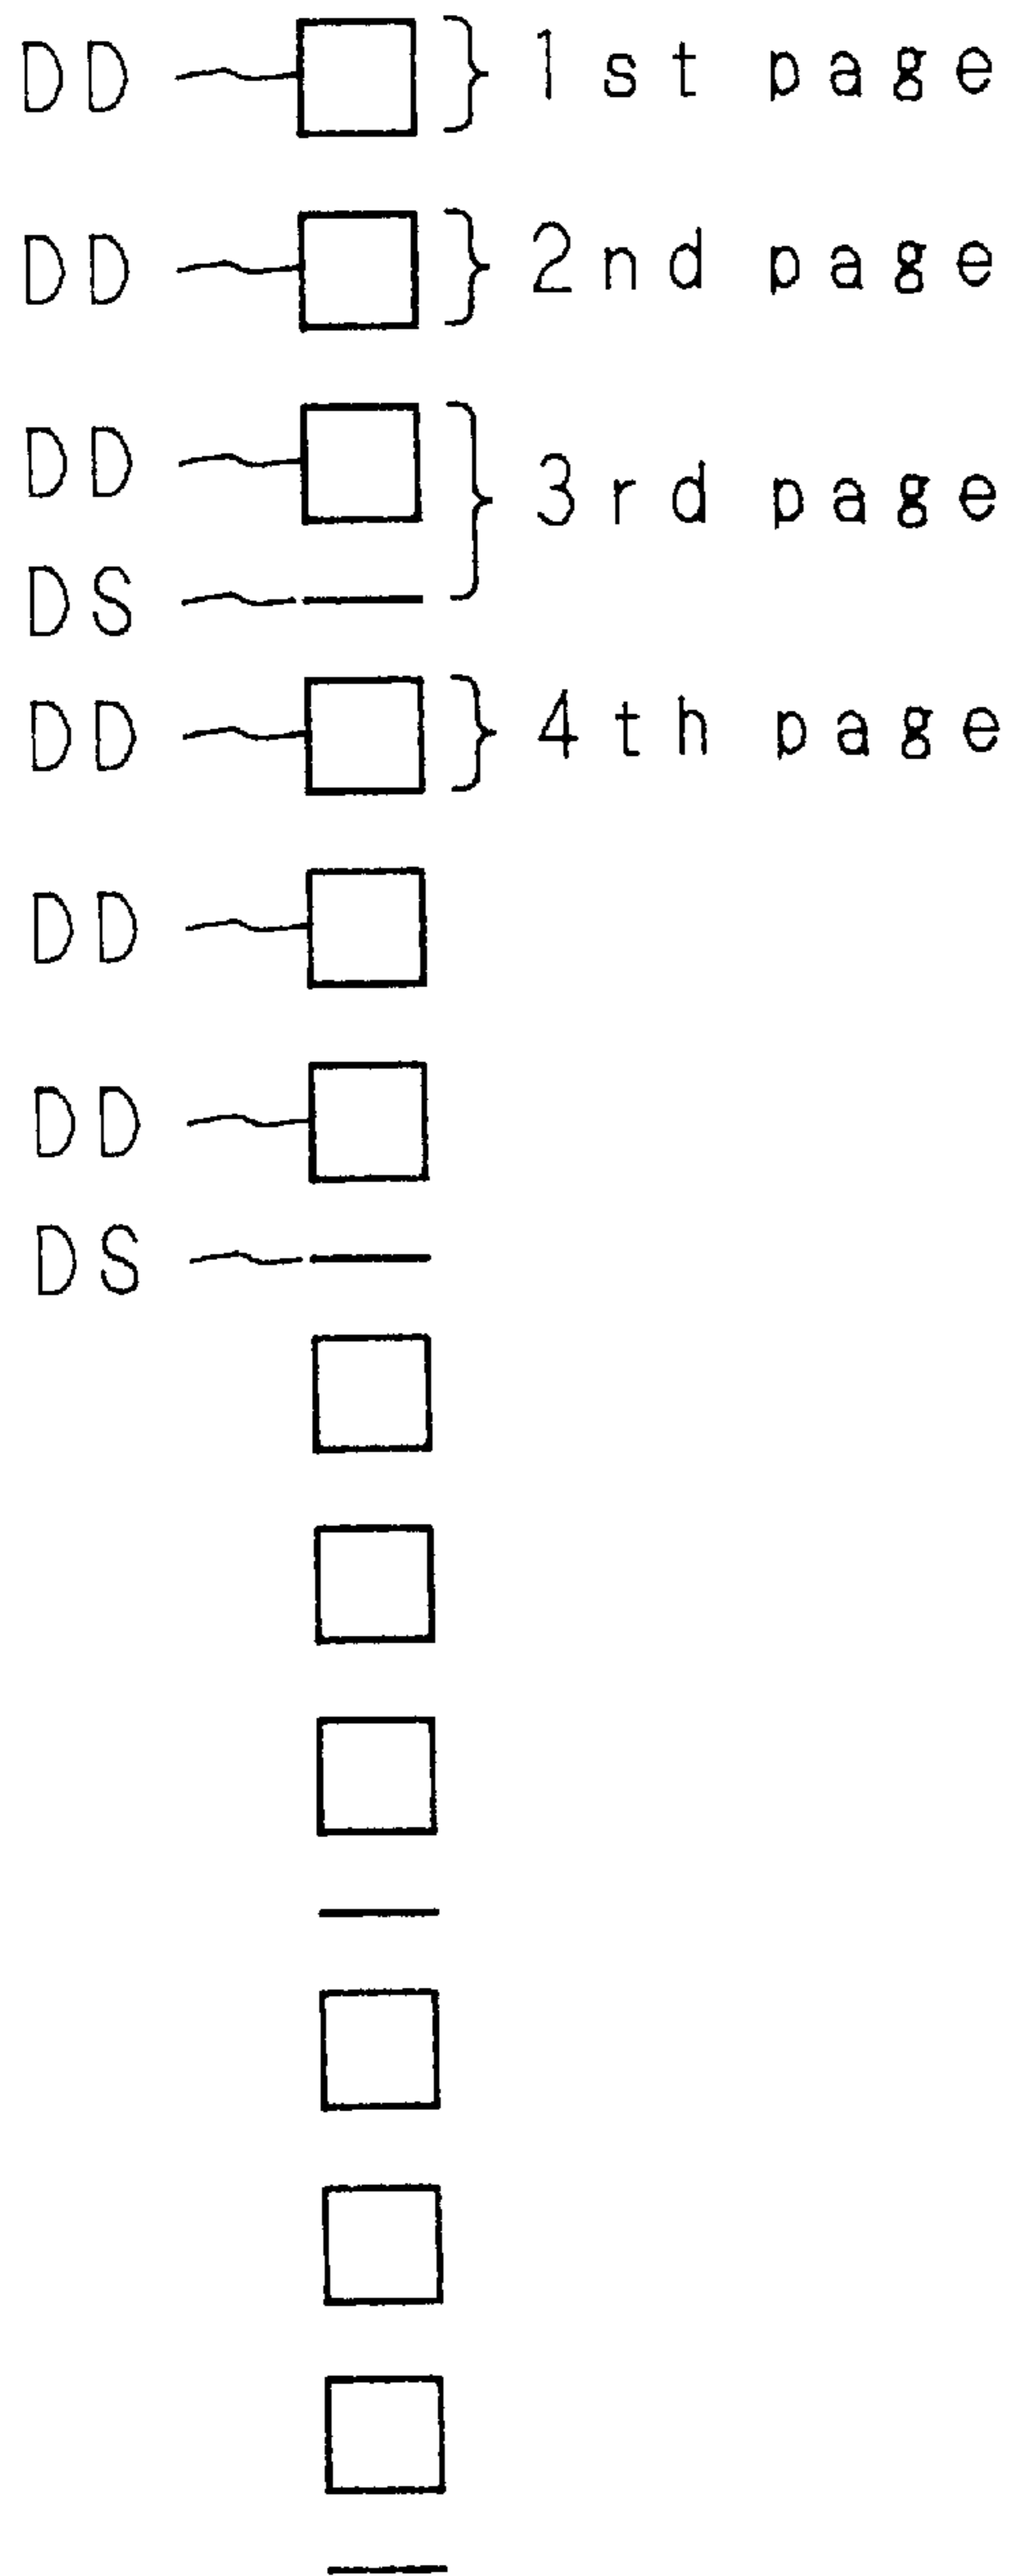 DD 1st page
DD 2nd page
DD 3rd page
DS
DD 4th page
DD
DD
DS